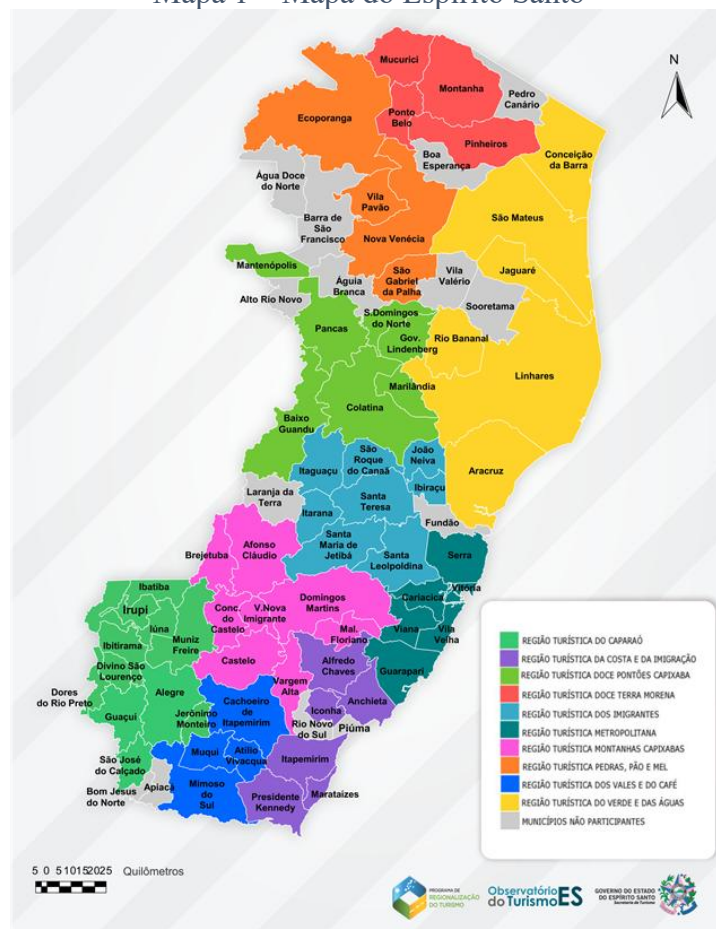 Mapa 1 – Mapa do Espírito Santo
N
Mucurici
Montanha
Pedro
Canário
Ecoporanga
Ponto
Belo
Pinheiros
Boa
Esperança
Conceição
da Barra
Água Doce
do Norte
Vila
Pavão
Barra de
São
Francisco
São Mateus
Nova Venécia
Mantenópolis
Jaguaré
São
Gabriel
da Palha
Vila
Valério
Águia
Branca
Alto Rio Novo
Sooretama
S.Domingos
do Norte
Pancas
Gov.
Lindenberg
Rio Bananal
Linhares
Marilândia
Colatina
Baixo
Guandu
João
Neiva
São
Roque
do Canaã
Itaguaçu
Aracruz
Ibiraçu
Laranja da
Terra
Santa
Teresa
Itarana
Fundão
Santa
Maria de
Jetibá
Afonso
Cláudio
Brejetuba
Santa
Leolpoldina
Serra
Ibatiba
Vitória
Cariacica
Domingos
Martins
Irupi
Conc.
do
Castelo
V.Nova
Imigrante
Iúna
Muniz
Freire
Viana
Vila
Velha
Mal.
Floriano
Ibitirama
Castelo
Alfredo
Chaves
Guarapari
Divino São
Lourenço
Vargem
Alta
Dores
do Rio Preto
Alegre
Cachoeiro
de
Itapemirim
Anchieta
Iconha
Guaçui
Jerônimo
Monteiro
Rio Novo
do Sul
Piúma
São José
do Calçado
Muqui
Atilio
Vivacqua
Itapemirim
Bom Jesus
do Norte
Apiacá
Mimoso
do
Sul
Presidente
Kennedy
Marataizes
REGIÃO TURÍSTICA DO CAPARAÓ
REGIÃO TURÍSTICA DA COSTA E DA IMIGRAÇÃO
REGIÃO TURÍSTICA DOCE PONTÕES CAPIXABA
REGIÃO TURÍSTICA DOCE TERRA MORENA
REGIÃO TURÍSTICA DOS IMIGRANTES
REGIÃO TURÍSTICA METROPOLITANA
REGIÃO TURÍSTICA MONTANHAS CAPIXABAS
REGIÃO TURÍSTICA PEDRAS, PÃO E MEL
REGIÃO TURÍSTICA DOS VALES E DO CAFÉ
REGIÃO TURÍSTICA DO VERDE E DAS ÁGUAS
MUNICÍPIOS NÃO PARTICIPANTES
5 0 5 10152025 Quilômetros
PROGRAMA DE
REGIONALIZAÇÃO
DO TURISMO
Observatório
do Turismo ES
GOVERNO DO ESTADO
DO ESPÍRITO SANTO
Secretaria de Turismo